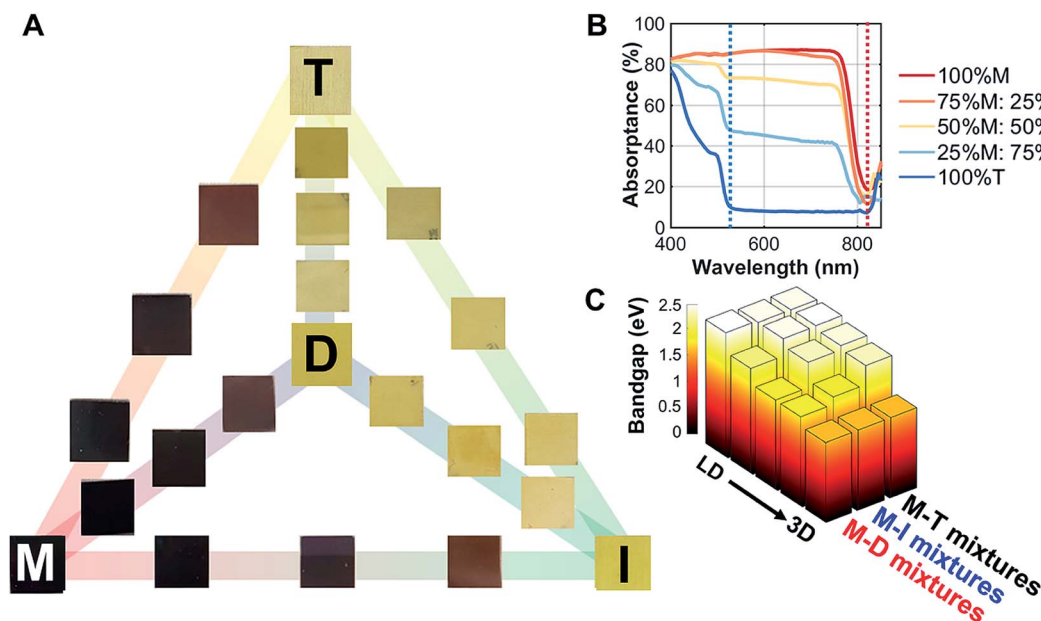 A
T
D
M
I
B
Absorptance (%)
100
80
60
40
20
0
400
600
800
Wavelength (nm)
100%M
75%M: 25%
50%M: 50%
25%M: 75%
100%T
C
Bandgap (eV)
2.5
2
1.5
1
0.5
0
LD
3D
M-T mixtures
M-I mixtures
M-D mixtures